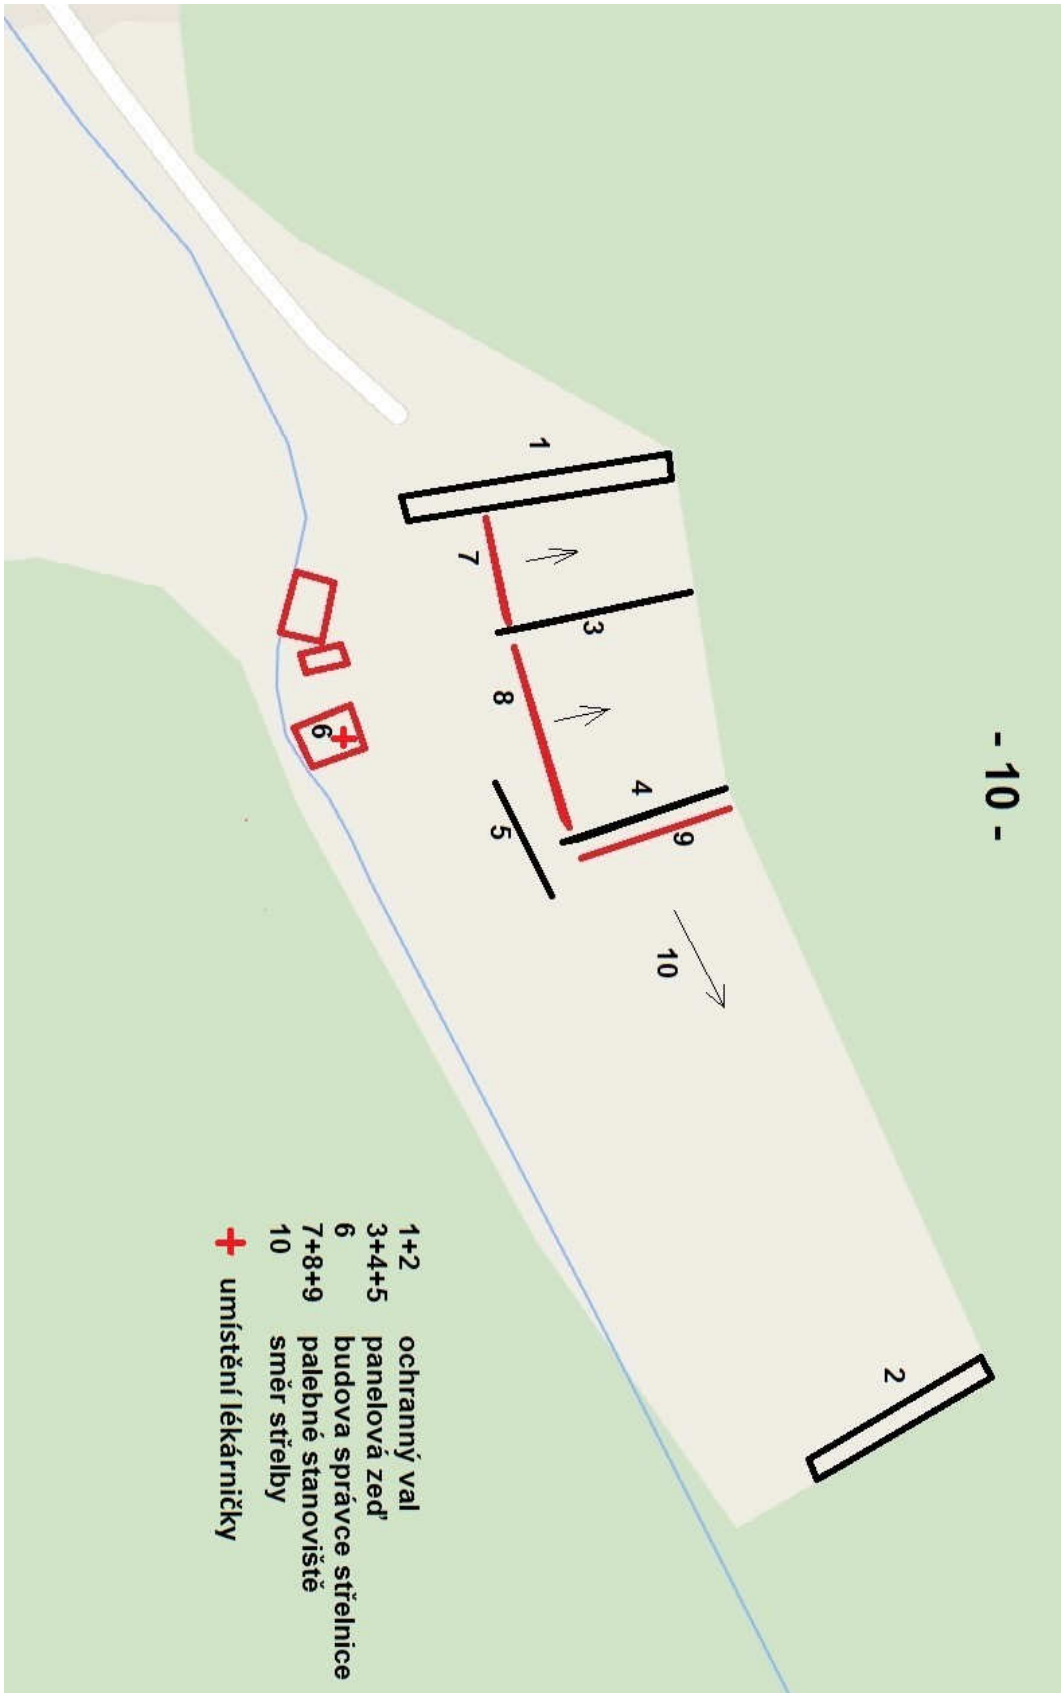 - 10 -
1
7
3
8
4
9
5
6
10
2
1+2 ochranný val
3+4+5 panelová zeď
6 budova správce střelnice
7+8+9 palebné stanoviště
10 směr střelby
+ umístění lékárničky